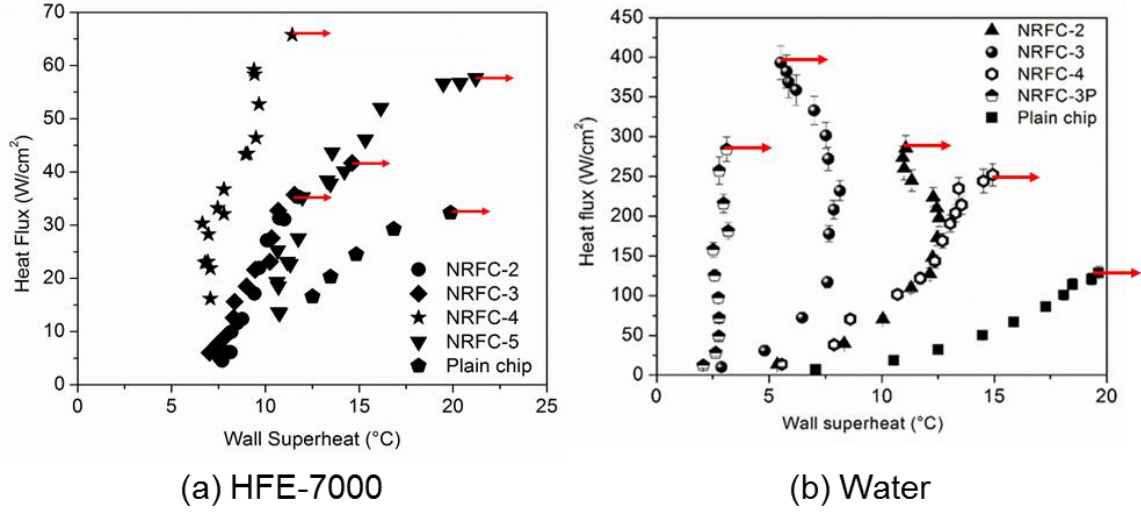 70
60
50
40
30
20
10
0
0 5 10 15 20 25
Heat Flux (W/cm²)
Wall Superheat (°C)
NRFC-2
NRFC-3
NRFC-4
NRFC-5
Plain chip
(a) HFE-7000
450
400
350
300
250
200
150
100
50
0
0 5 10 15 20
Heat flux (W/cm²)
Wall superheat (°C)
NRFC-2
NRFC-3
NRFC-4
NRFC-3P
Plain chip
(b) Water